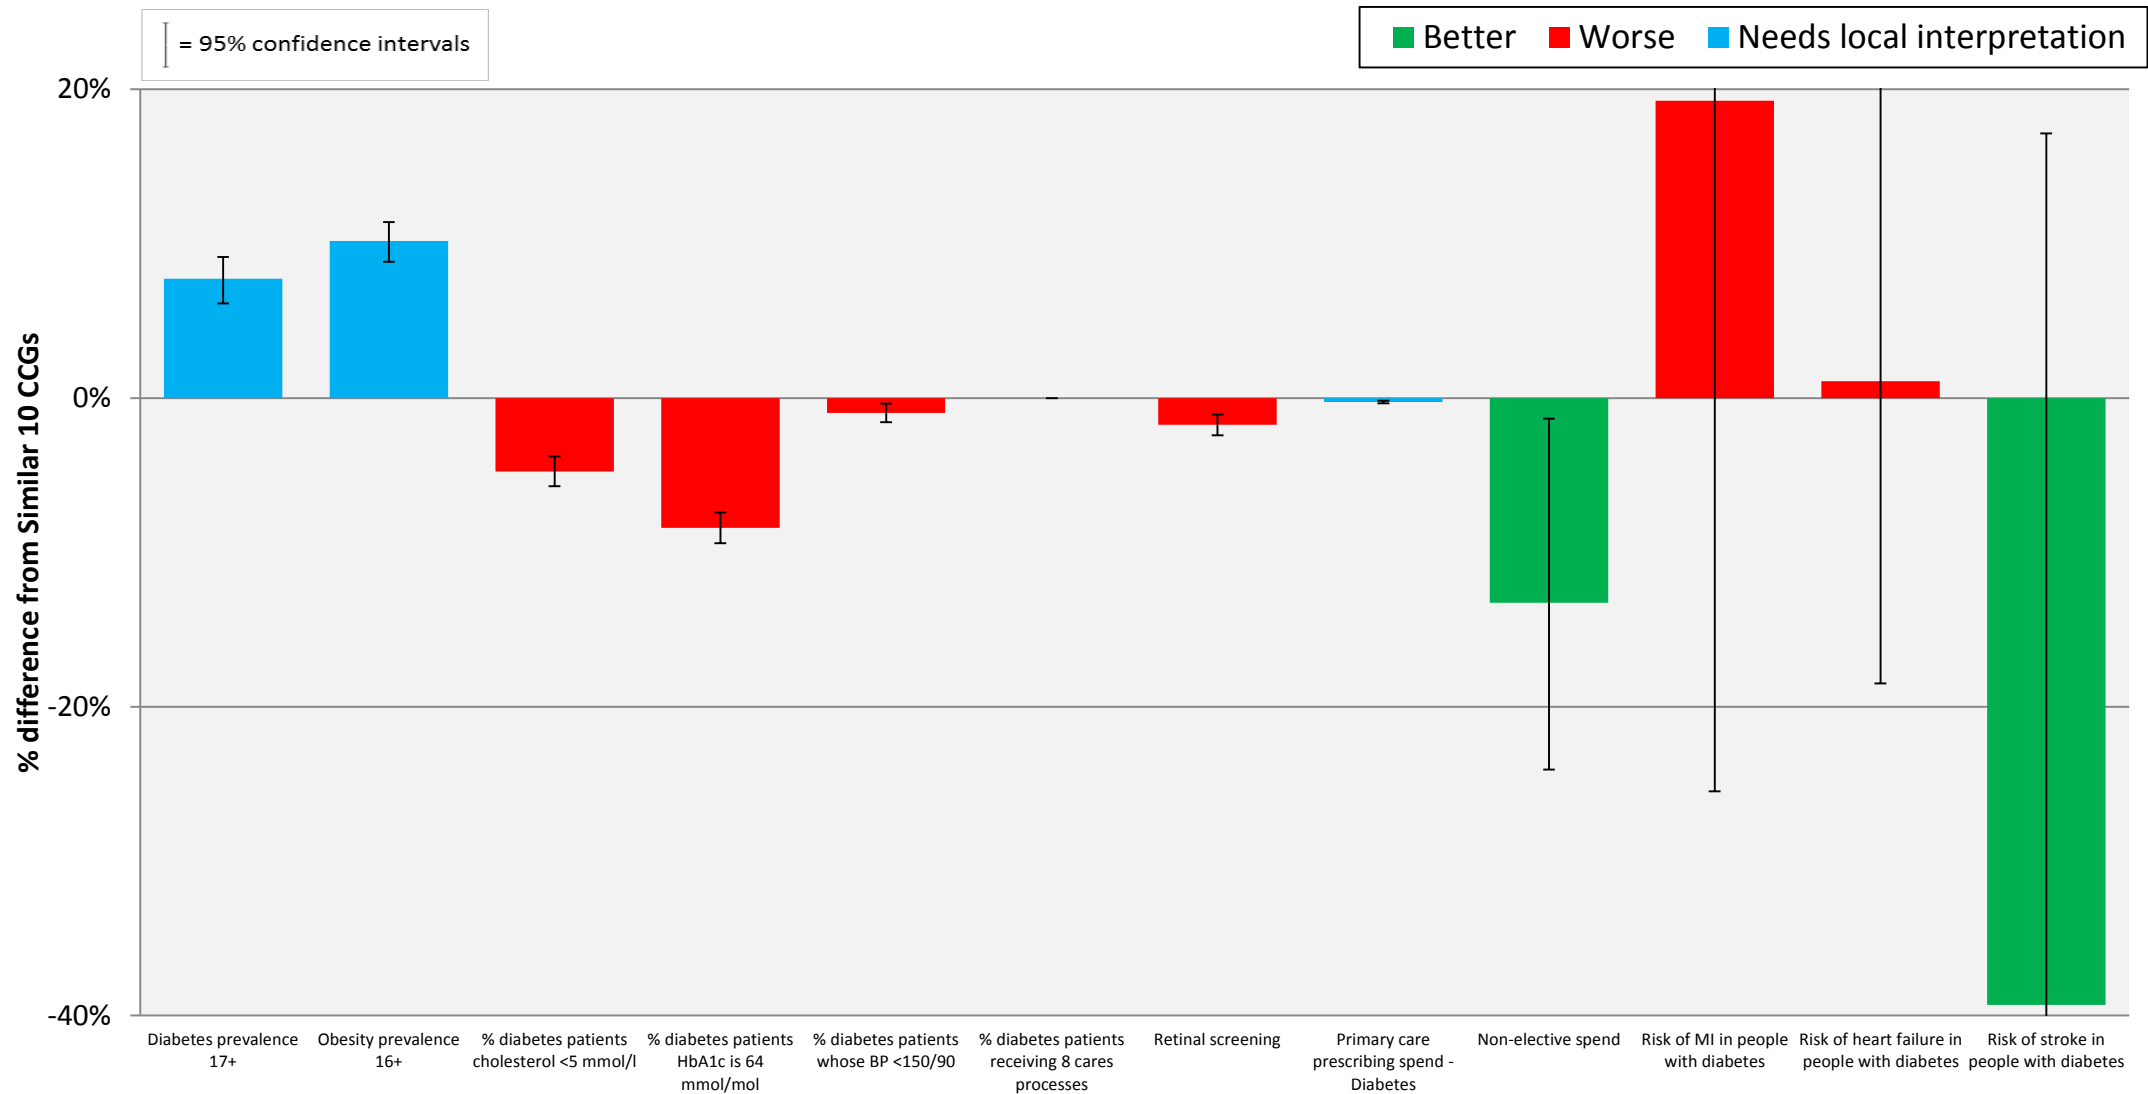 = 95% confidence intervals
Better Worse Needs local interpretation
% difference from Similar 10 CCGs
20%
0%
-20%
-40%
Diabetes prevalence
17+
Obesity prevalence
16+
% diabetes patients
cholesterol <5 mmol/l
% diabetes patients
HbA1c is 64
mmol/mol
% diabetes patients
whose BP <150/90
% diabetes patients
receiving 8 cares
processes
Retinal screening
Primary care
prescribing spend -
Diabetes
Non-elective spend
Risk of MI in people
with diabetes
Risk of heart failure in
people with diabetes
Risk of stroke in
people with diabetes